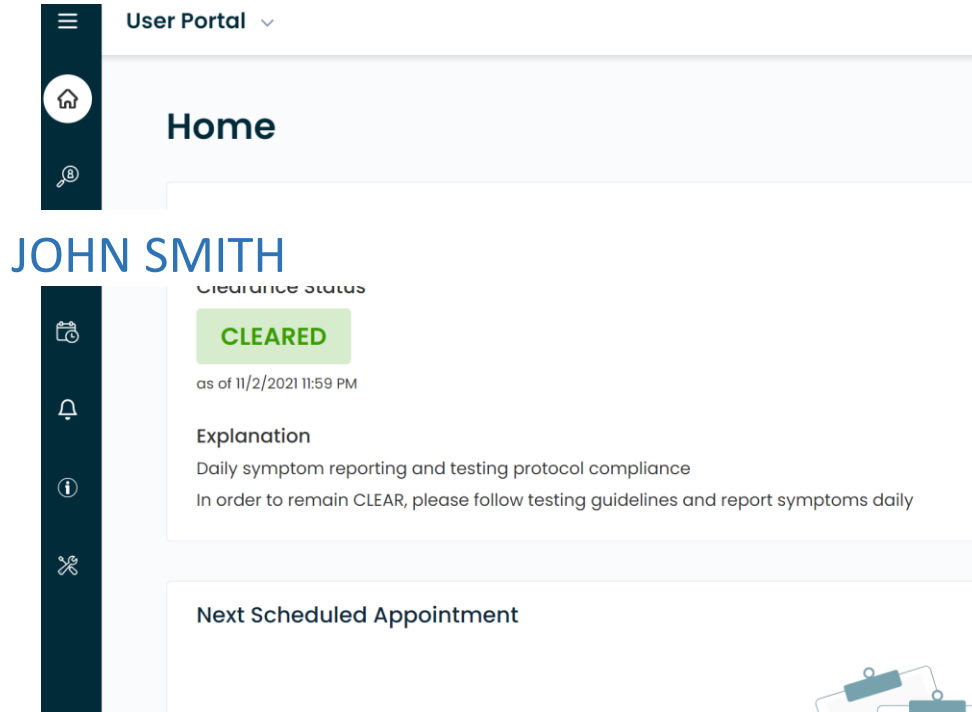 User Portal
Home
JOHN SMITH
Clearance Status
CLEARED
as of 11/2/2021 11:59 PM
Explanation
Daily symptom reporting and testing protocol compliance
In order to remain CLEAR, please follow testing guidelines and report symptoms daily
Next Scheduled Appointment